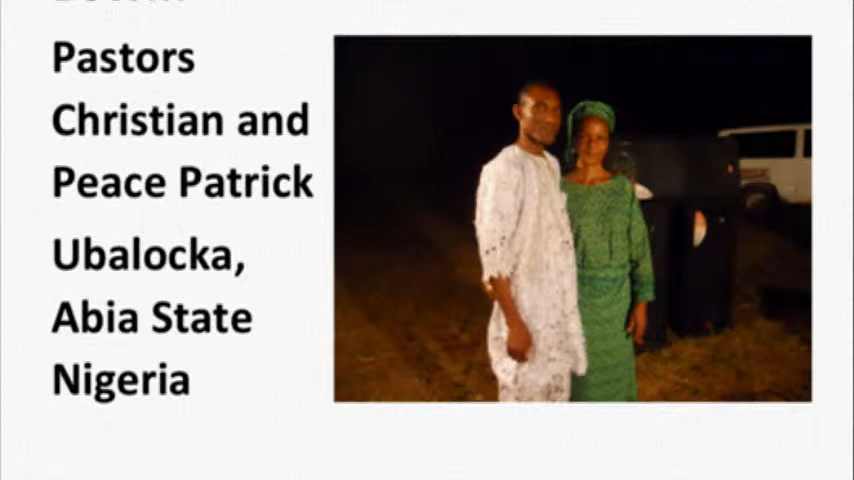 Pastors
Christian and
Peace Patrick
Ubalocka,
Abia State
Nigeria